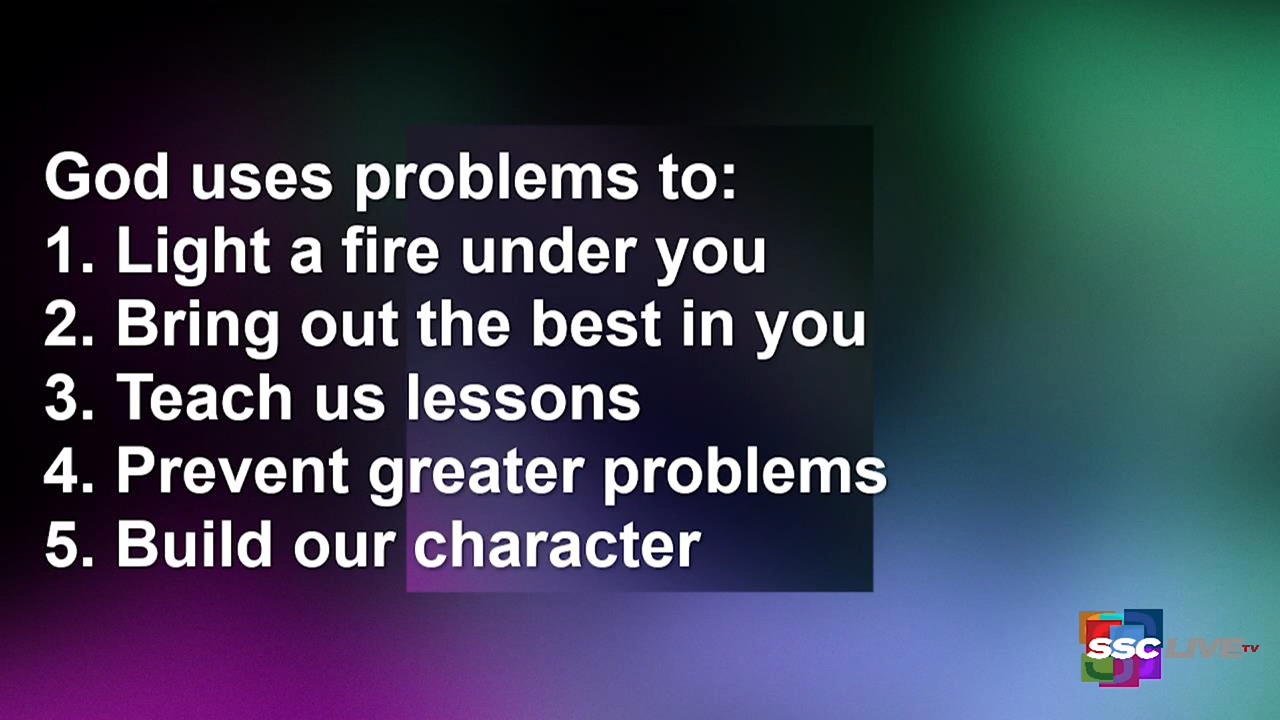 God uses problems to:
1. Light a fire under you
2. Bring out the best in you
3. Teach us lessons
4. Prevent greater problems
5. Build our character
SSC LIVE TV